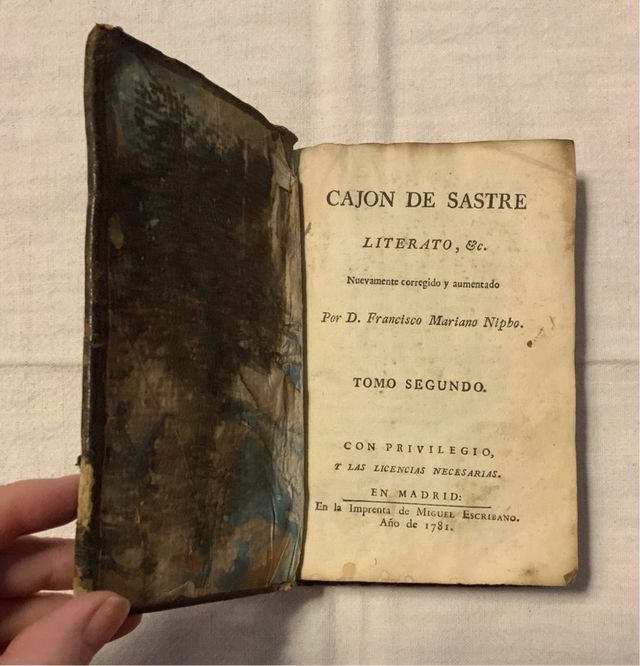 CAJON DE SASTRE
LITERATO, &c.
Nuevamente corregido y aumentado
Por D. Francisco Mariano Nipho.
TOMO SEGUNDO.
CON PRIVILEGIO,
Y LAS LICENCIAS NECESARIAS.
EN MADRID:
En la Imprenta de MIGUEL ESCRIBANO.
Año de 1781.